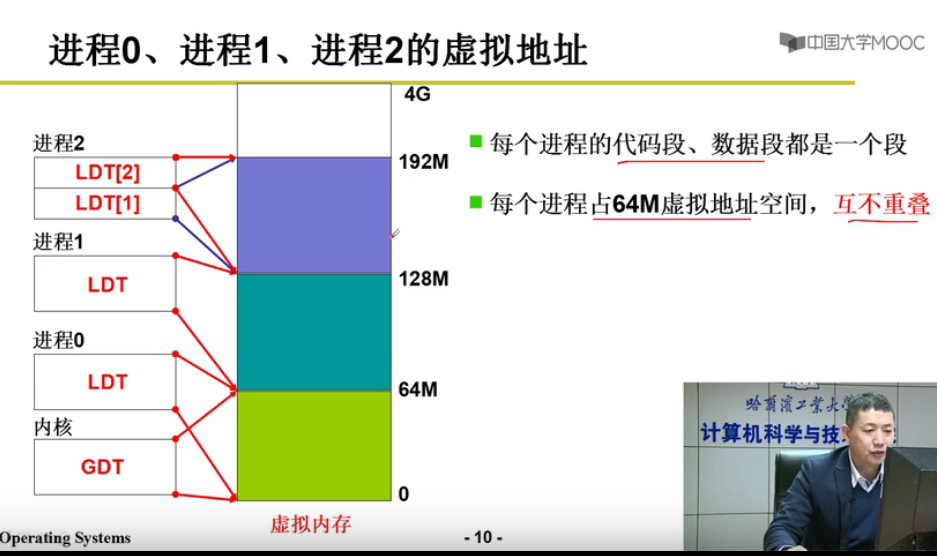 进程0、进程1、进程2的虚拟地址
中国大学MOOC
4G
进程2
LDT[2]
LDT[1]
192M
进程1
LDT
128M
进程0
LDT
64M
内核
GDT
0
虚拟内存
■ 每个进程的代码段、数据段都是一个段
■ 每个进程占64M虚拟地址空间，互不重叠
哈爾濱工業大學
计算机科学与技
Operating Systems
- 10 -